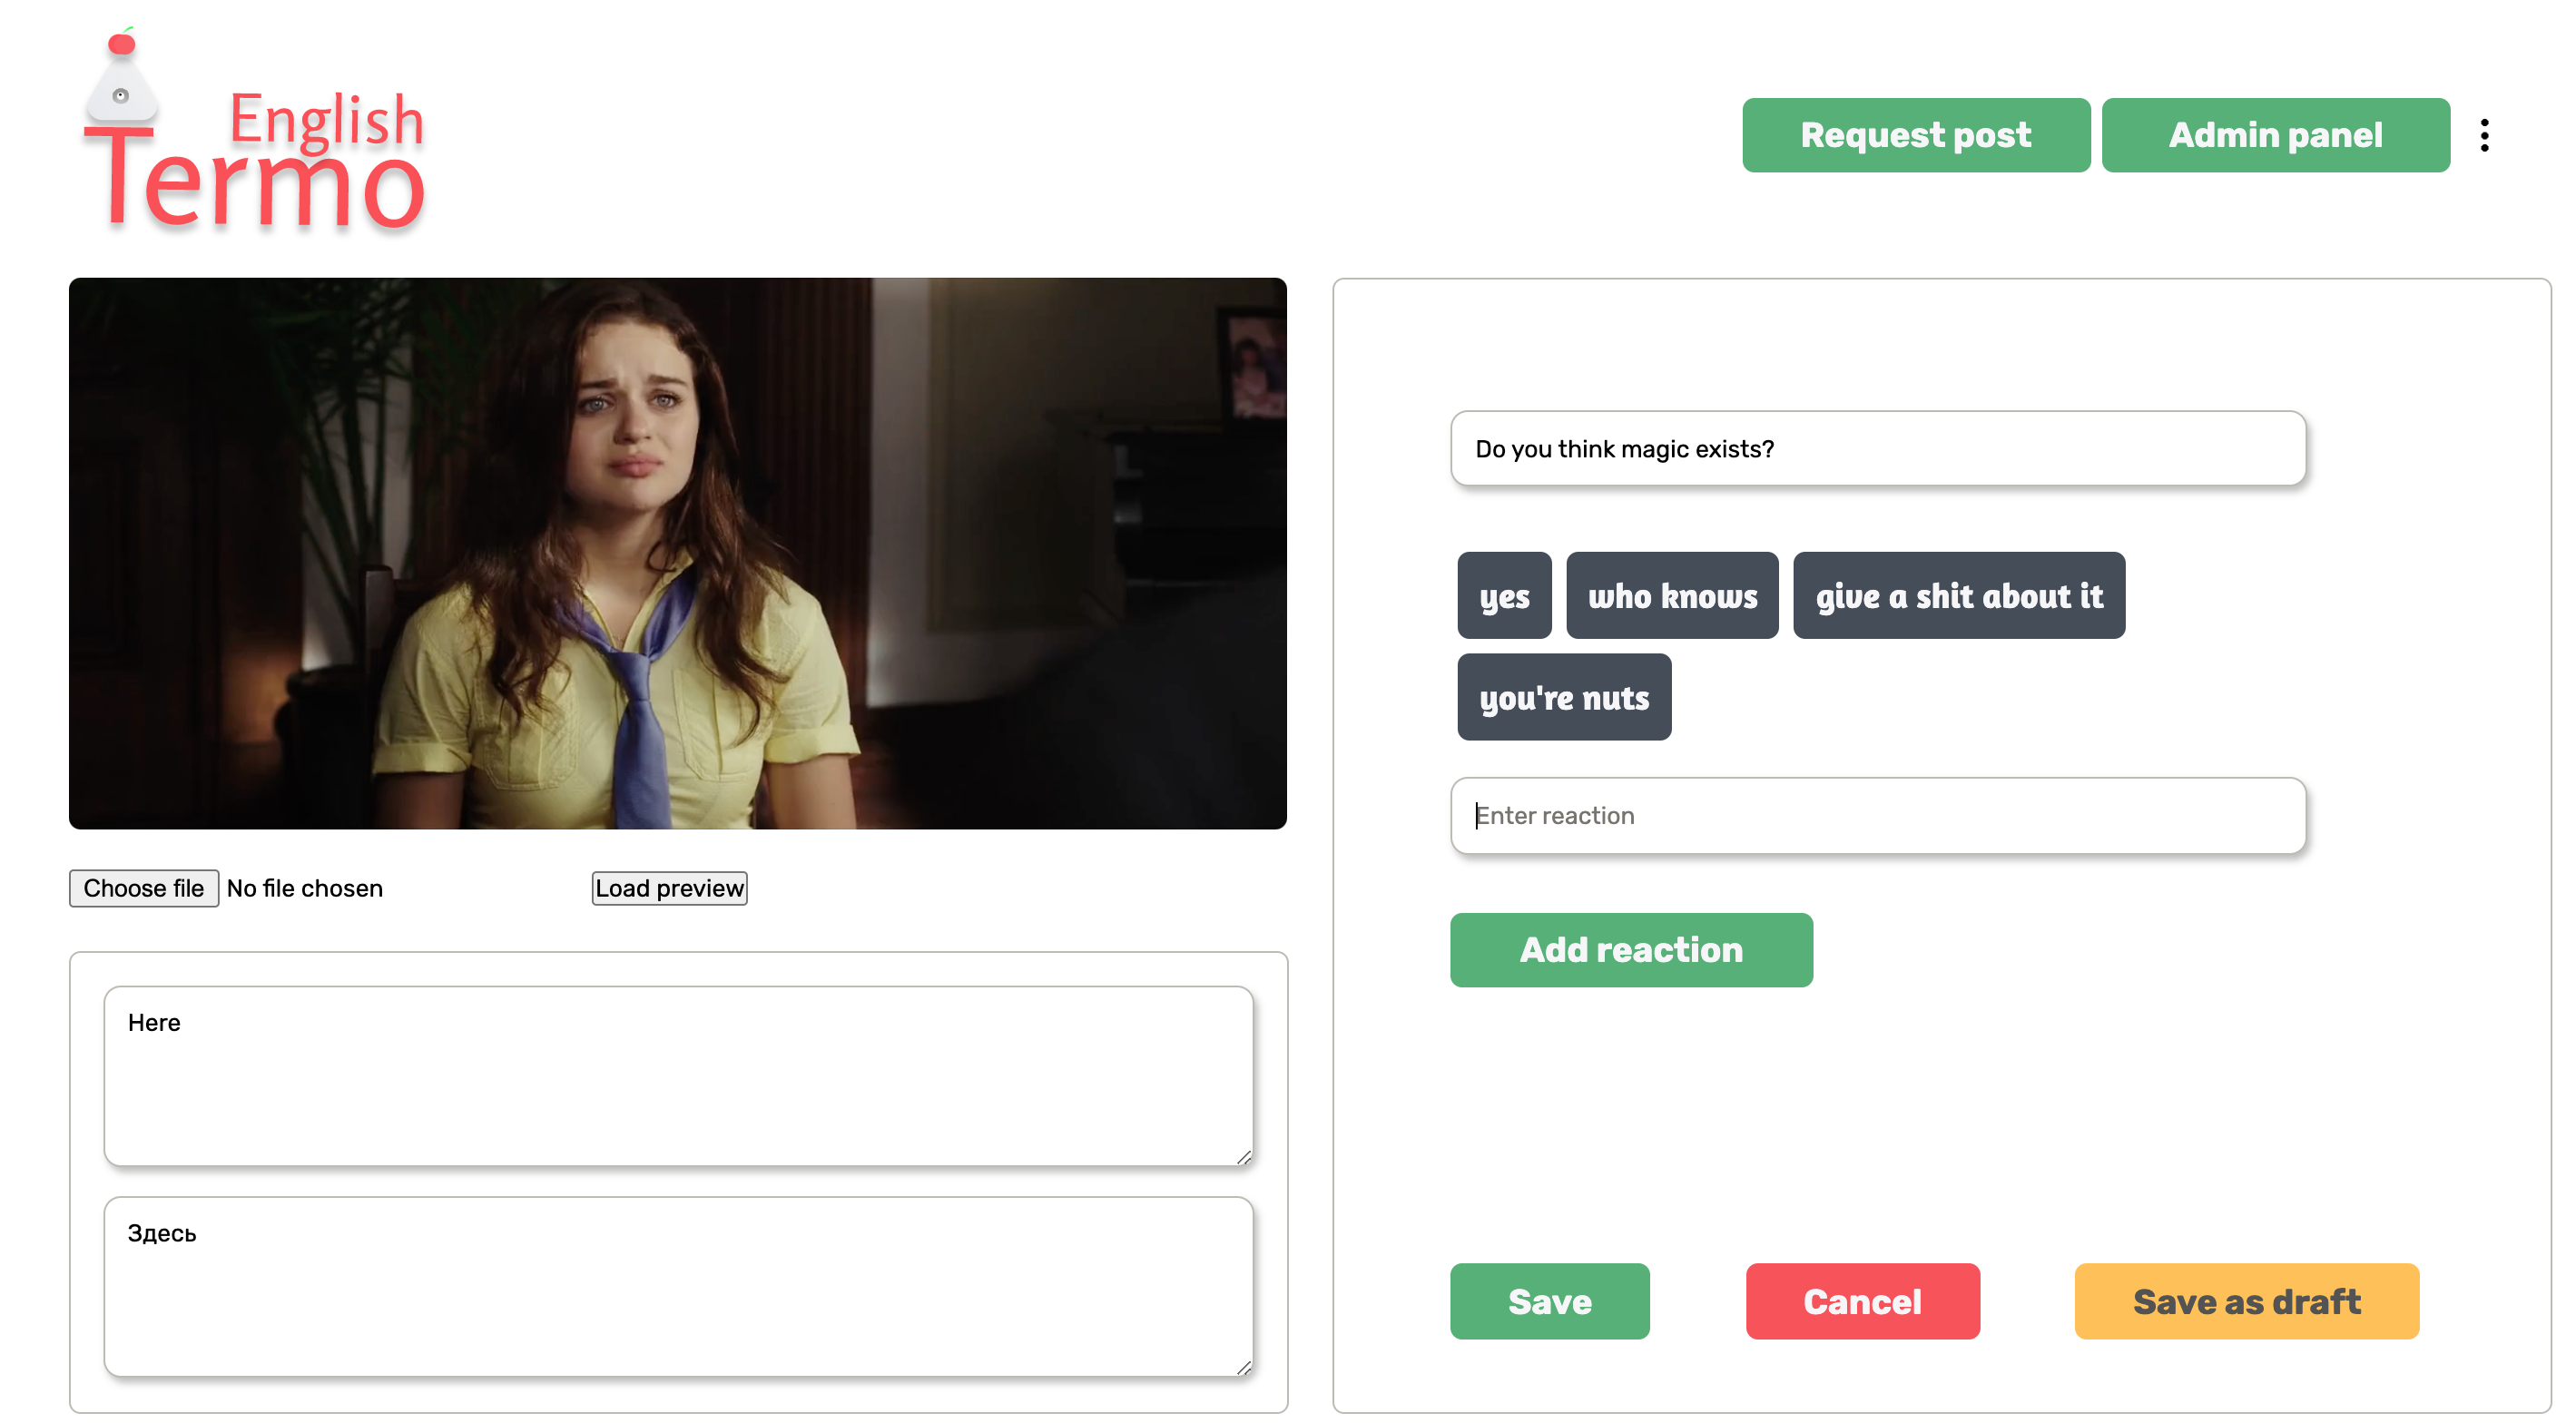 English
Termo
Request post
Admin panel
Do you think magic exists?
yes
who knows
give a shit about it
you're nuts
Enter reaction
Add reaction
Choose file No file chosen
Load preview
Here
Здесь
Save
Cancel
Save as draft